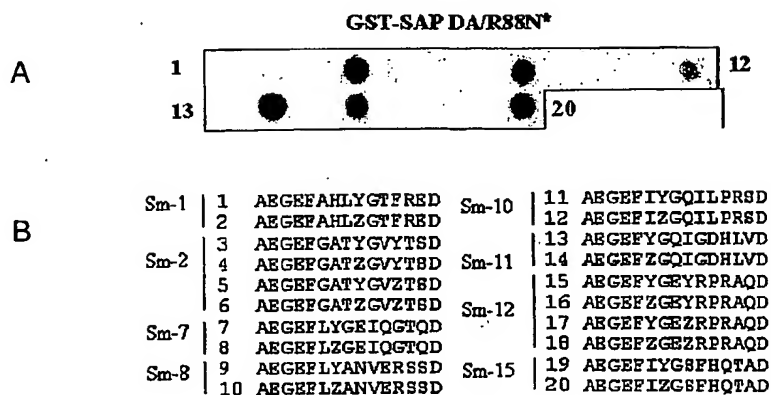 GST-SAP DA/R88N*
A
1
12
13
20
B
Sm-1
1 AEGEFAHLYGTFRED
2 AEGEFAHLZGTFRED
Sm-2
3 AEGEFGATYGVYTSD
4 AEGEFGATZGVYTSD
5 AEGEFGATYGVZTSD
6 AEGEFGATZGVZTSD
Sm-7
7 AEGEFLYGEIQGTQD
8 AEGEFLZGEIQGTQD
Sm-8
9 AEGEFLYANVERSSD
10 AEGEFLZANVERSSD
Sm-10
11 AEGEFIYGQILPRSD
12 AEGEFIZGQILPRSD
Sm-11
13 AEGEFYGQIGDHLVD
14 AEGEFZGQIGDHLVD
Sm-12
15 AEGEFYGEYRPRAQD
16 AEGEFZGEYRPRAQD
17 AEGEFYGEZRPRAQD
18 AEGEFZGEZRPRAQD
Sm-15
19 AEGEFIYGSFHQTAD
20 AEGEFIZGSFHQTAD